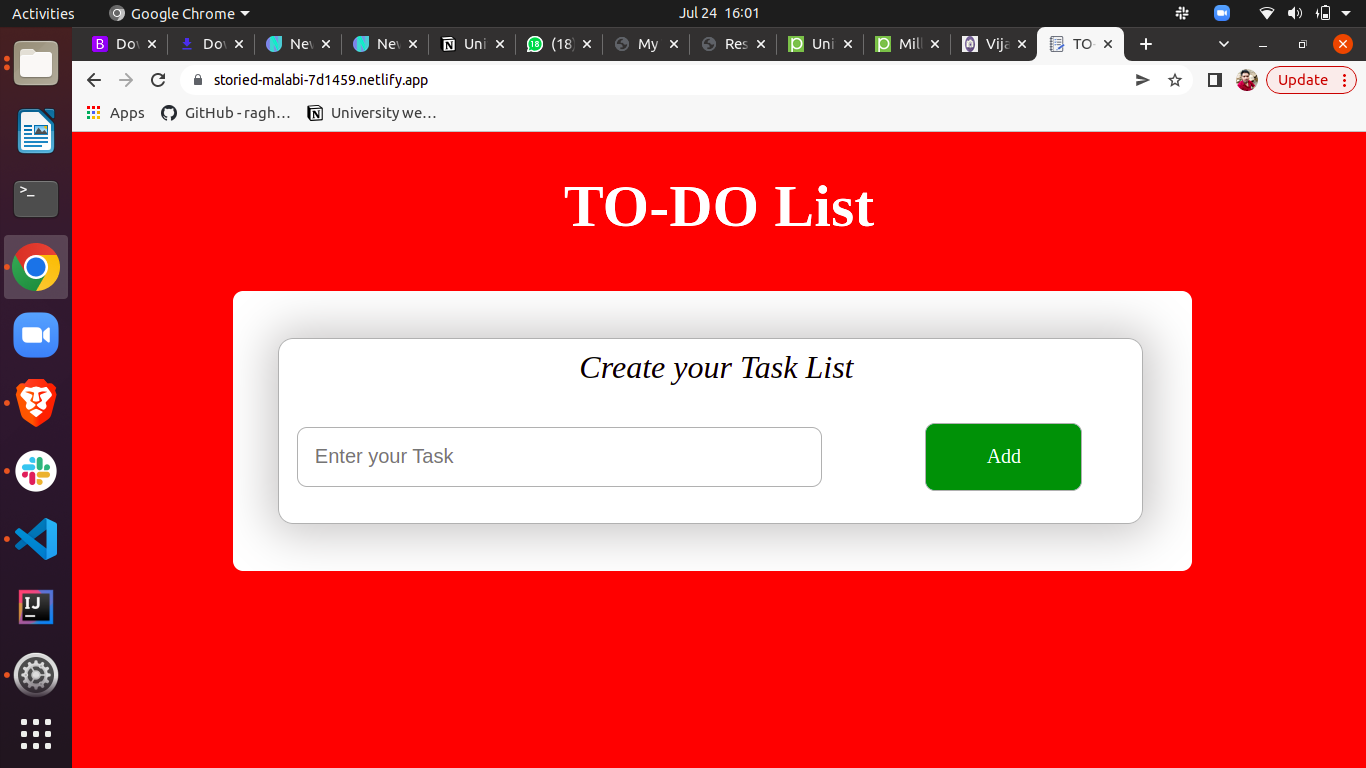 Activities Google Chrome Jul 24 16:01
Dov Dov Nev Nev Uni (18) My Res Uni Mill Vija TO-
storied-malabi-7d1459.netlify.app Update
Apps GitHub - ragh… University we…
TO-DO List
Create your Task List
Enter your Task Add